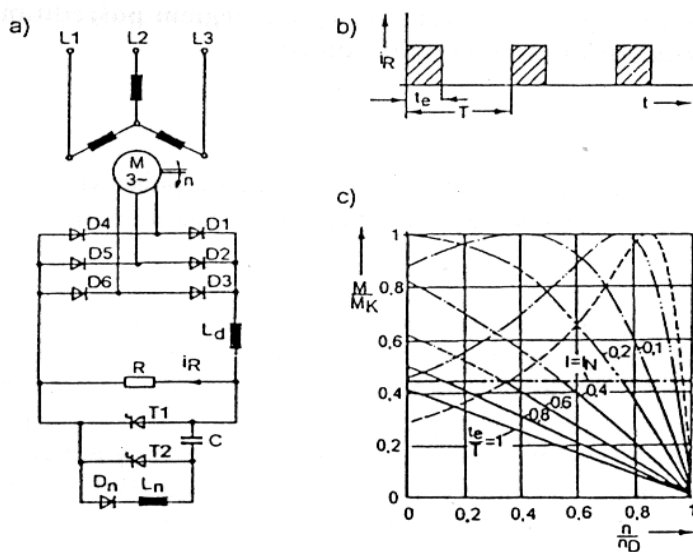 a)
L1 L2 L3
M
3~
n
D4 D1
D5 D2
D6 D3
Ld
R iR
T1
C
T2
Dn Ln
b)
iR
te
T
t
c)
M
MK
1
0,8
0,6
0,4
0,2
0
I=IN
0,2 0,1
0,4
0,6
0,8
te
T =1
0 0.2 0.4 0.6 0.8 1
n
nD